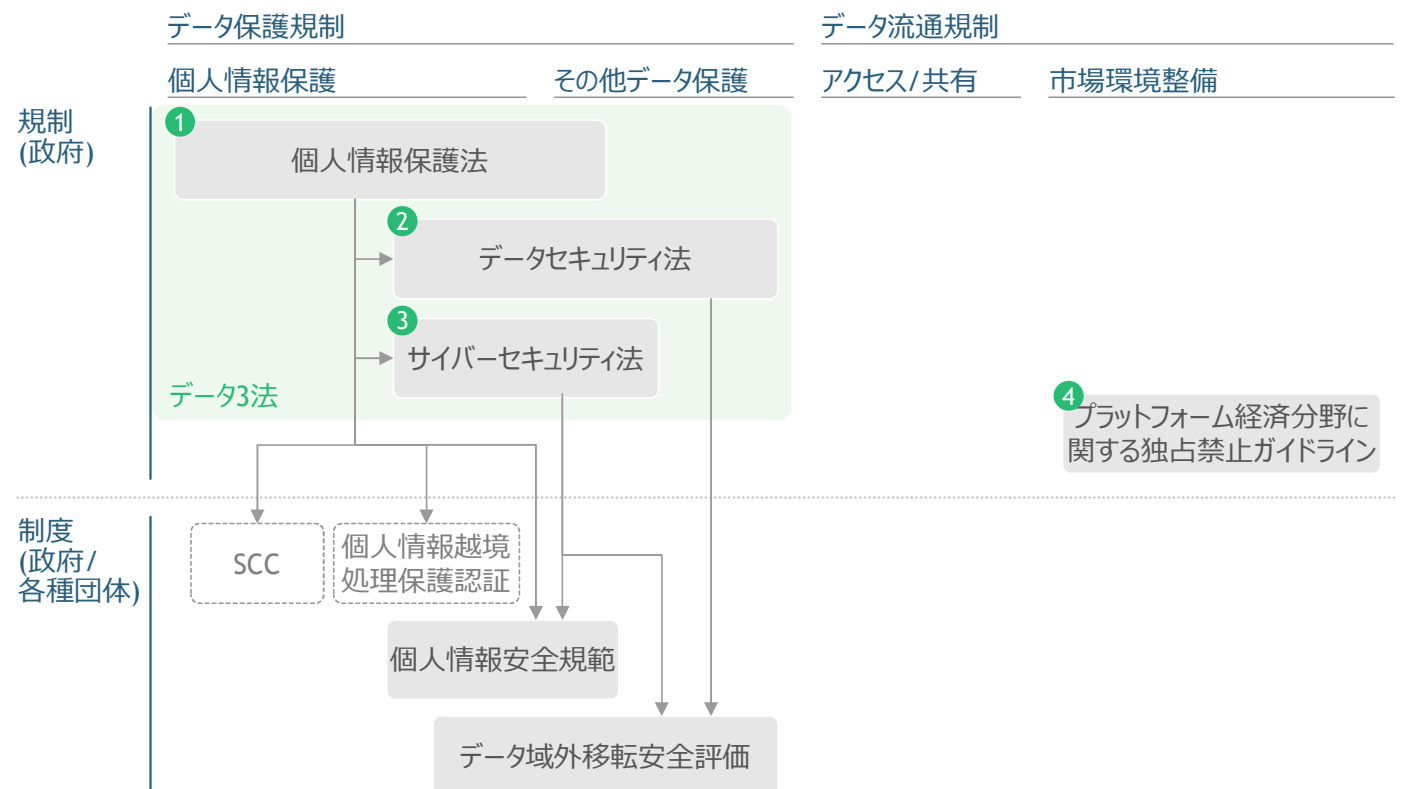 データ保護規制
データ流通規制
個人情報保護
その他データ保護
アクセス/共有
市場環境整備
規制
(政府)
1
個人情報保護法
2
データセキュリティ法
3
サイバーセキュリティ法
データ3法
4
プラットフォーム経済分野に
関する独占禁止ガイドライン
制度
(政府/
各種団体)
SCC
個人情報越境
処理保護認証
個人情報安全規範
データ域外移転安全評価